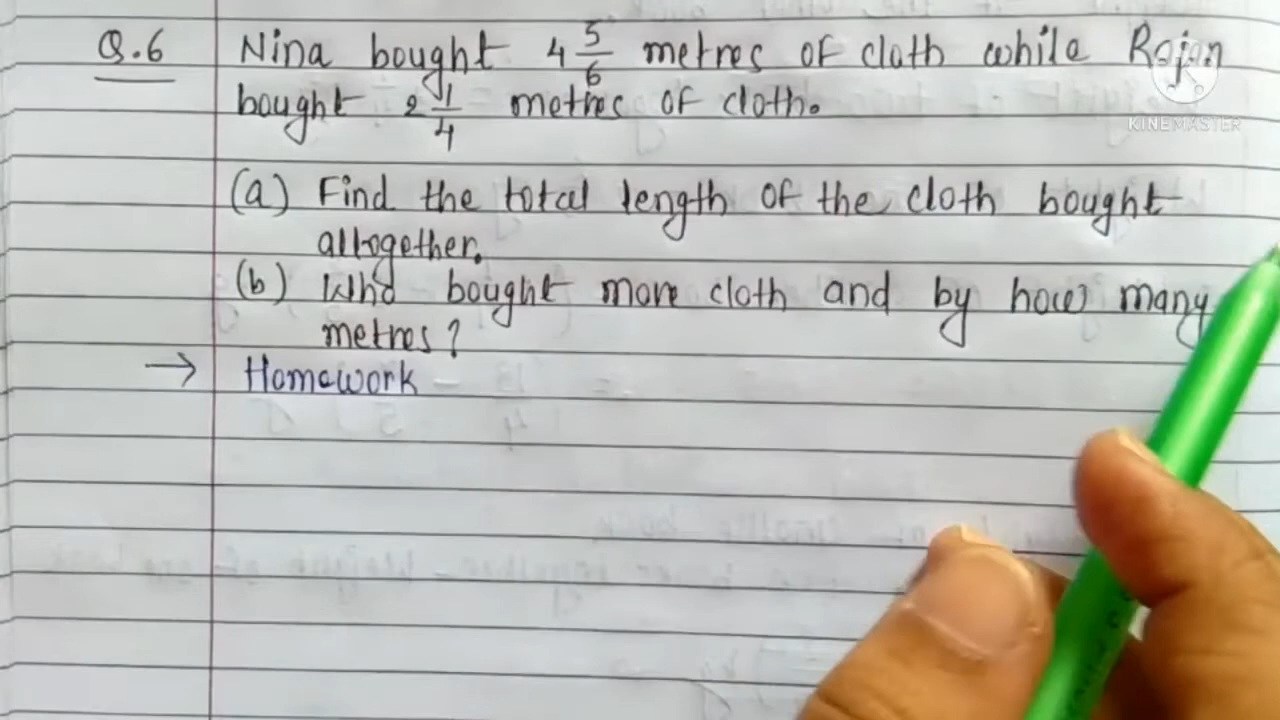 Q.6 Nina bought 4 5/6 metres of cloth while Rajan
bought 2 1/4 metres of cloth.
(a) Find the total length of the cloth bought
altogether.
(b) Who bought more cloth and by how many
metres?
→ Homework
KINEMASTER